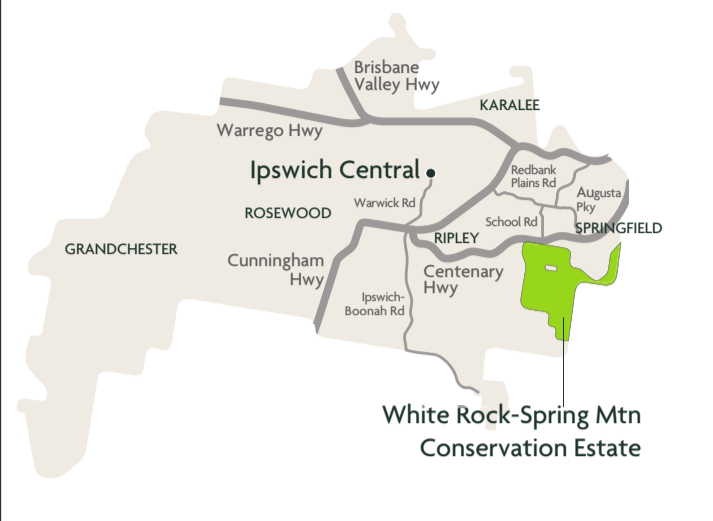 Brisbane
Valley Hwy
KARALEE
Warrego Hwy
Ipswich Central
Redbank
Plains Rd
Augusta
Pky
Warwick Rd
ROSEWOOD
School Rd
SPRINGFIELD
RIPLEY
GRANDCHESTER
Cunningham
Hwy
Centenary
Hwy
Ipswich-
Boonah Rd
White Rock-Spring Mtn
Conservation Estate